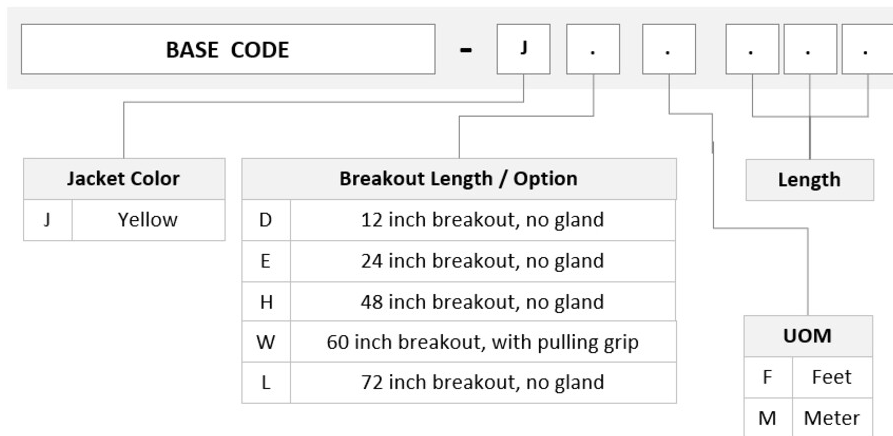 BASE CODE - J . . . . .
Jacket Color
J Yellow
Breakout Length / Option
D 12 inch breakout, no gland
E 24 inch breakout, no gland
H 48 inch breakout, no gland
W 60 inch breakout, with pulling grip
L 72 inch breakout, no gland
Length
UOM
F Feet
M Meter